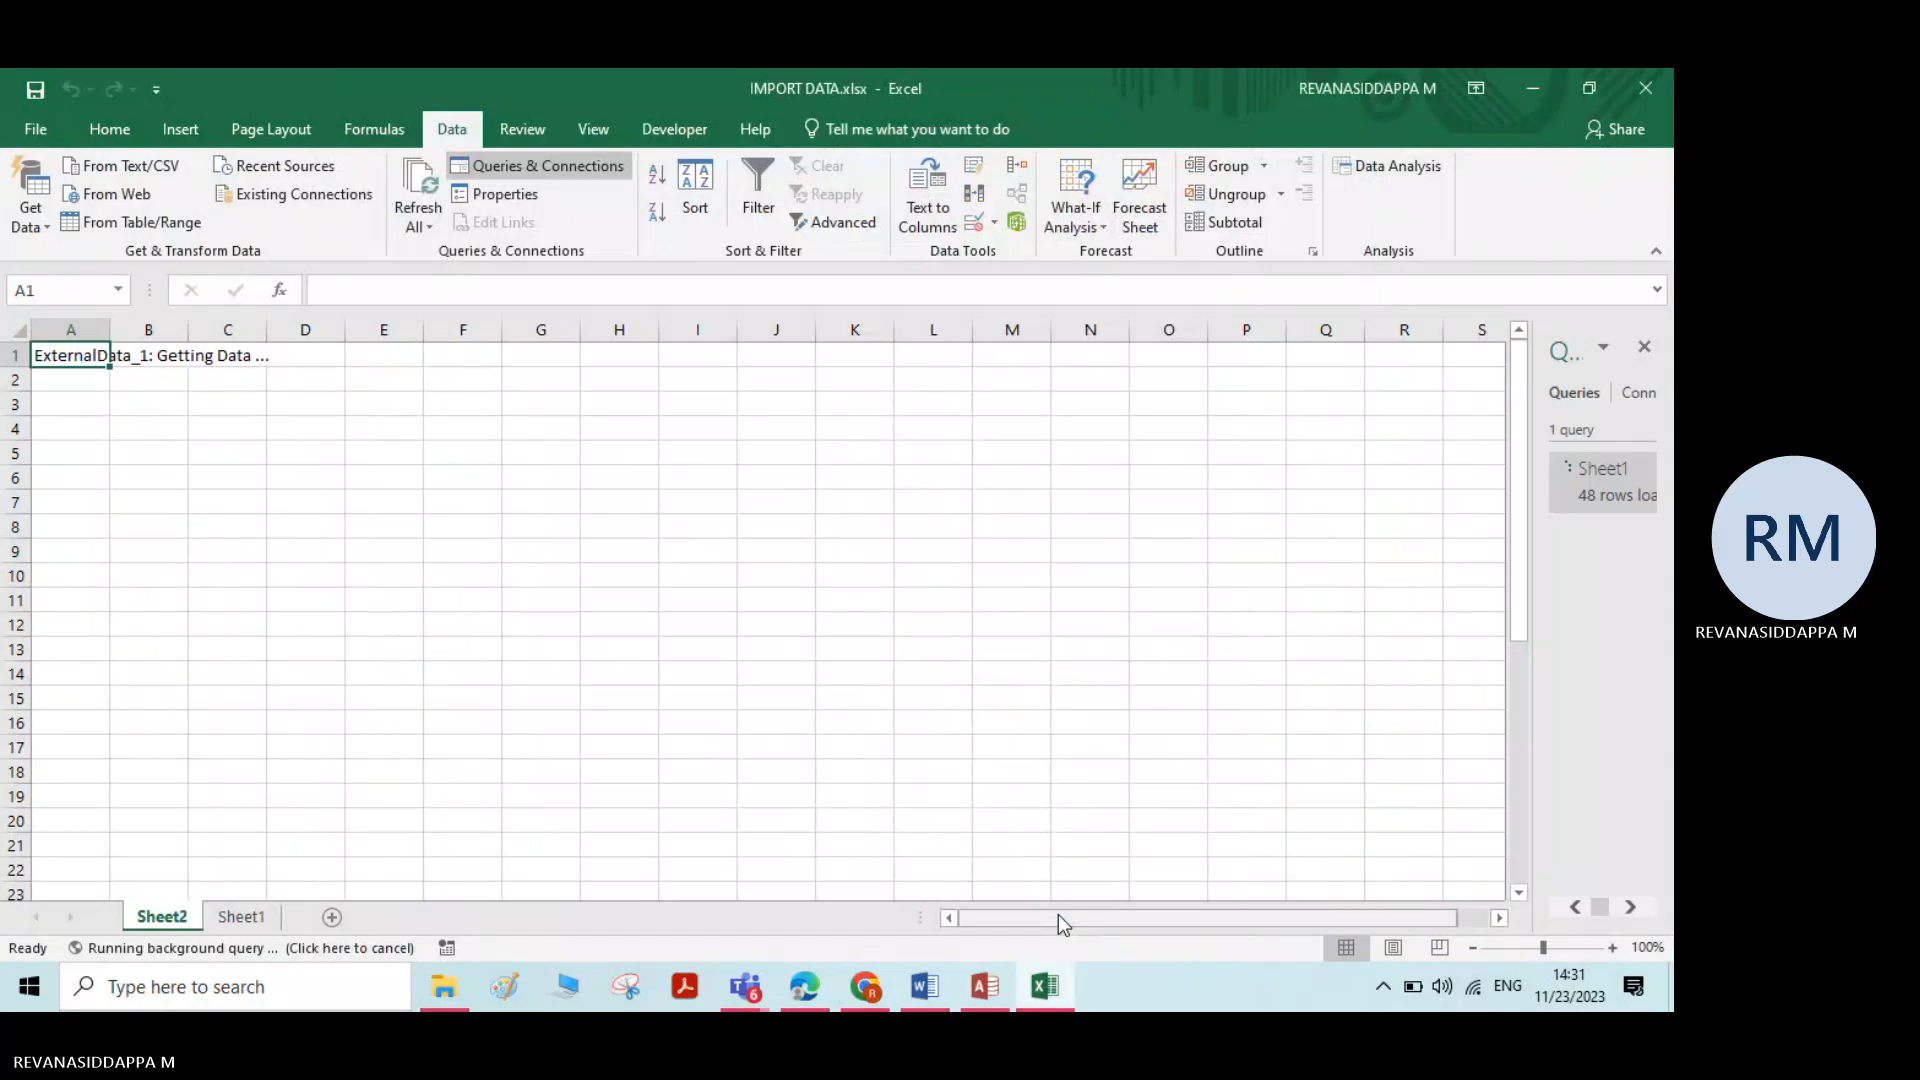 IMPORT DATA.xlsx - Excel
REVANASIDDAPPA M
File Home Insert Page Layout Formulas Data Review View Developer Help Tell me what you want to do Share
Get Data
From Text/CSV
From Web
From Table/Range
Recent Sources
Existing Connections
Get & Transform Data
Refresh All
Queries & Connections
Properties
Edit Links
Queries & Connections
Sort
Filter
Clear
Reapply
Advanced
Sort & Filter
Text to Columns
Data Tools
What-If Analysis
Forecast Sheet
Forecast
Group
Ungroup
Subtotal
Outline
Data Analysis
Analysis
A1
fx
A B C D E F G H I J K L M N O P Q R S
1 ExternalData_1: Getting Data ...
2
3
4
5
6
7
8
9
10
11
12
13
14
15
16
17
18
19
20
21
22
23
Q...
Queries Conn
1 query
Sheet1
48 rows loa
Sheet2 Sheet1
Ready Running background query ... (Click here to cancel)
100%
Type here to search
ENG
14:31
11/23/2023
RM
REVANASIDDAPPA M
REVANASIDDAPPA M